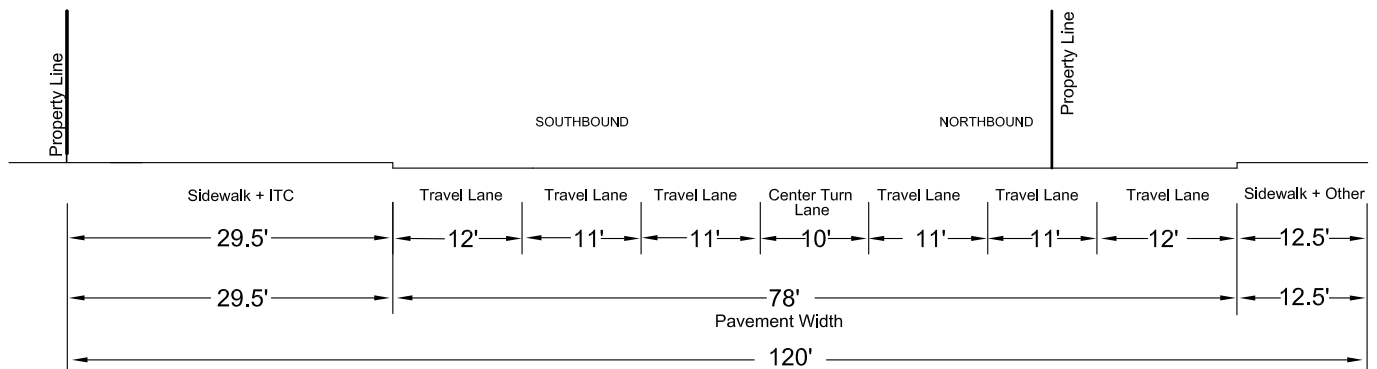 Property Line
Property Line
SOUTHBOUND
NORTHBOUND
Sidewalk + ITC
Travel Lane
Travel Lane
Travel Lane
Center Turn
Lane
Travel Lane
Travel Lane
Travel Lane
Sidewalk + Other
29.5'
12'
11'
11'
10'
11'
11'
12'
12.5'
29.5'
78'
12.5'
Pavement Width
120'